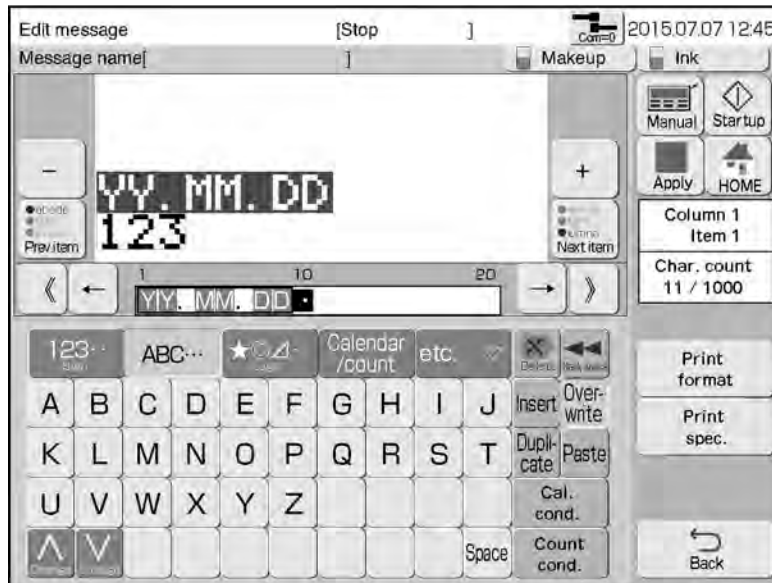 Edit message [Stop ] Com=0 2015.07.07 12:45
Message name[ ] Makeup Ink
Manual Startup
- YY.MM.DD +
Apply HOME
123
Prev item Next item
Column 1
Item 1
Char. count
11 / 1000
《 ← 1 10 20 → 》
YY.MM.DD
123·· ABC··· ★○⊿· Calendar/count etc.
Print format
A B C D E F G H I J Insert Over-write
Print spec.
K L M N O P Q R S T Dupli-cate Paste
U V W X Y Z Cal. cond.
Space Count cond.
Back